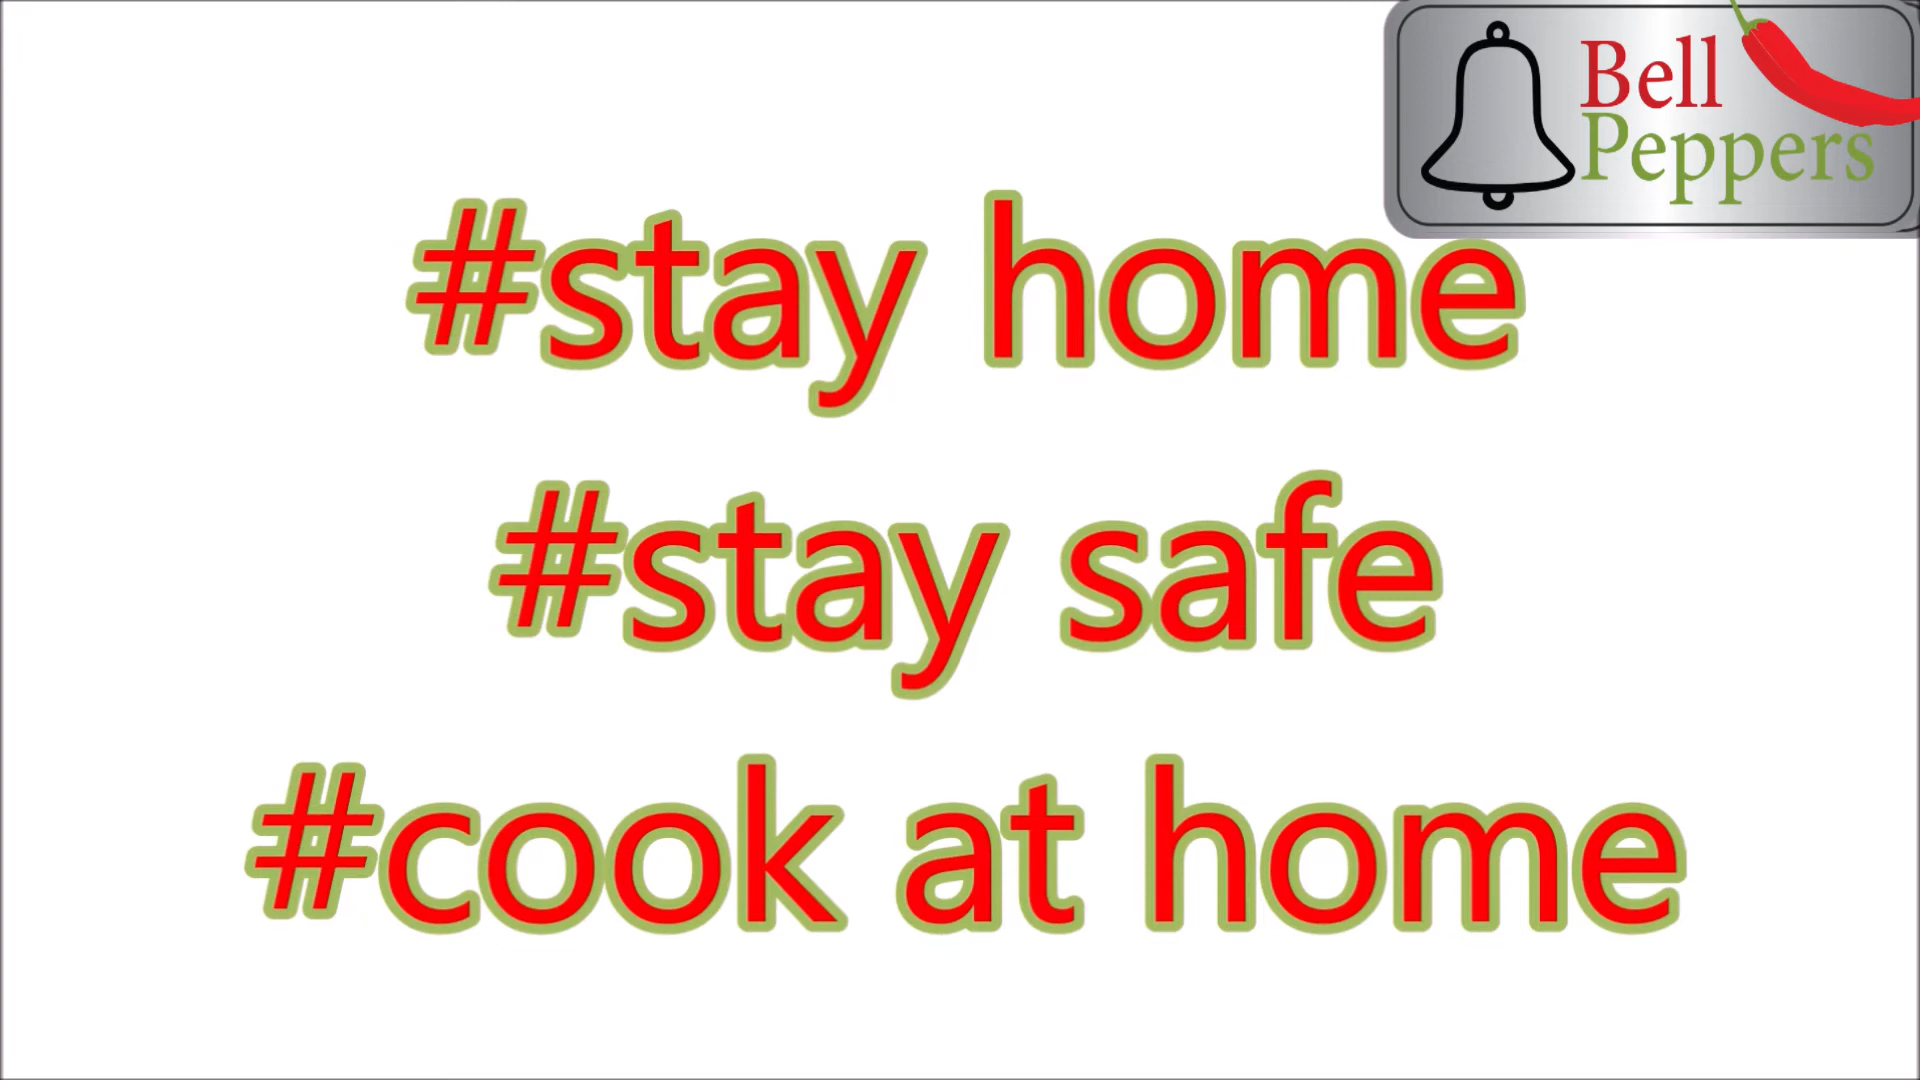 Bell
Peppers
#stay home
#stay safe
#cook at home